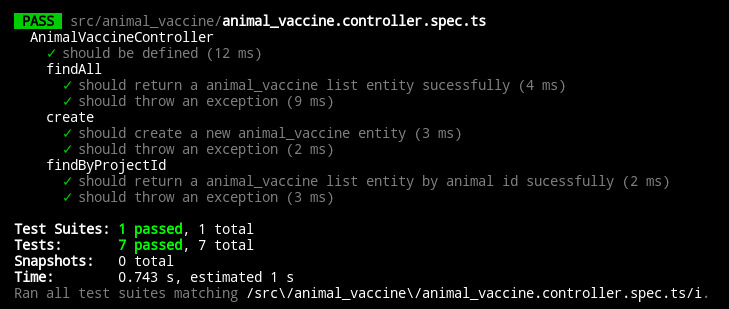 PASS src/animal_vaccine/animal_vaccine.controller.spec.ts
AnimalVaccineController
✓ should be defined (12 ms)
findAll
✓ should return a animal_vaccine list entity sucessfully (4 ms)
✓ should throw an exception (9 ms)
create
✓ should create a new animal_vaccine entity (3 ms)
✓ should throw an exception (2 ms)
findByProjectId
✓ should return a animal_vaccine list entity by animal id sucessfully (2 ms)
✓ should throw an exception (3 ms)
Test Suites: 1 passed, 1 total
Tests: 7 passed, 7 total
Snapshots: 0 total
Time: 0.743 s, estimated 1 s
Ran all test suites matching /src\/animal_vaccine\/animal_vaccine.controller.spec.ts/i.